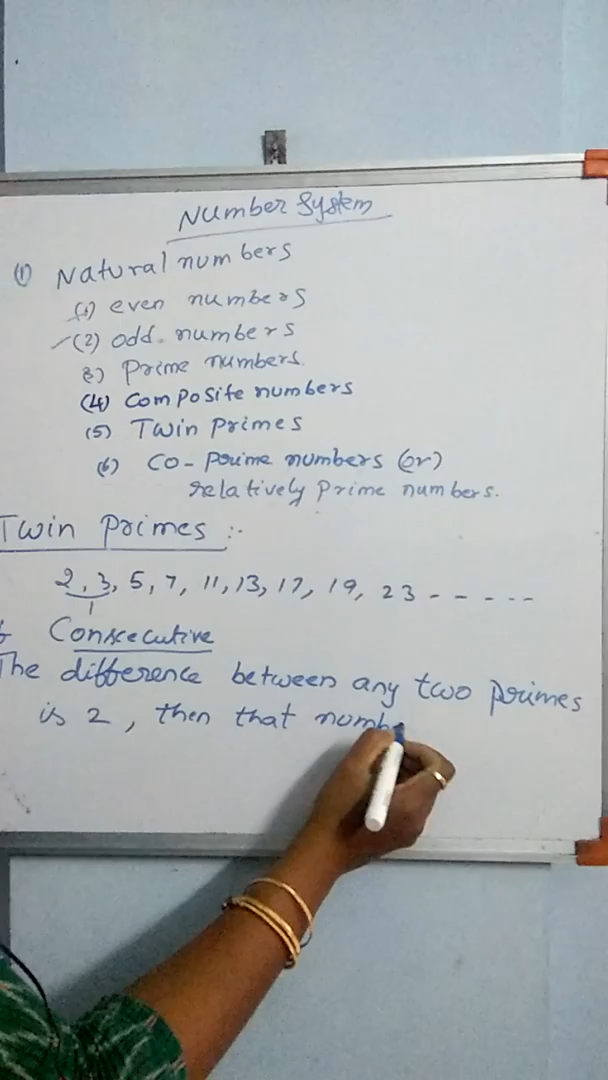 Number System
(1) Natural numbers
(1) even numbers
(2) odd numbers
3) Prime numbers.
(4) Composite numbers
(5) Twin primes
(6) Co-prime numbers (or)
relatively prime numbers.
Twin primes :-
2, 3, 5, 7, 11, 13, 17, 19, 23 ------
1
Consecutive
The difference between any two primes
is 2, then that numbe